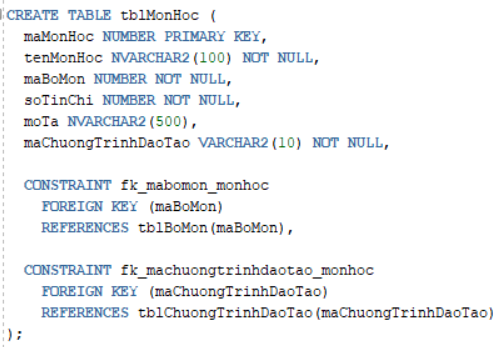 CREATE TABLE tblMonHoc (
maMonHoc NUMBER PRIMARY KEY,
tenMonHoc NVARCHAR2(100) NOT NULL,
maBoMon NUMBER NOT NULL,
soTinChi NUMBER NOT NULL,
moTa NVARCHAR2(500),
maChuongTrinhDaoTao VARCHAR2(10) NOT NULL,
CONSTRAINT fk_mabomon_monhoc
FOREIGN KEY (maBoMon)
REFERENCES tblBoMon(maBoMon),
CONSTRAINT fk_machuongtrinhdaotao_monhoc
FOREIGN KEY (maChuongTrinhDaoTao)
REFERENCES tblChuongTrinhDaoTao(maChuongTrinhDaoTao)
);